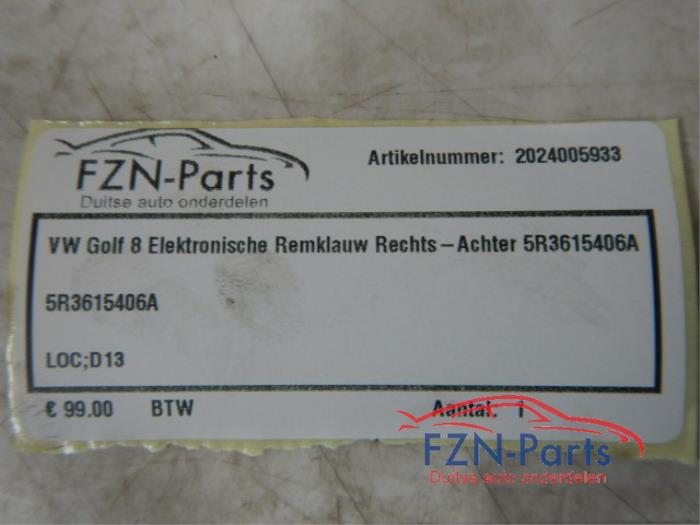 FZN-Parts
Duitse auto onderdelen
Artikelnummer: 2024005933
VW Golf 8 Elektronische Remklauw Rechts-Achter 5R3615406A
5R3615406A
LOC;D13
€ 99.00 BTW Aantal: 1
FZN-Parts
Duitse auto onderdelen